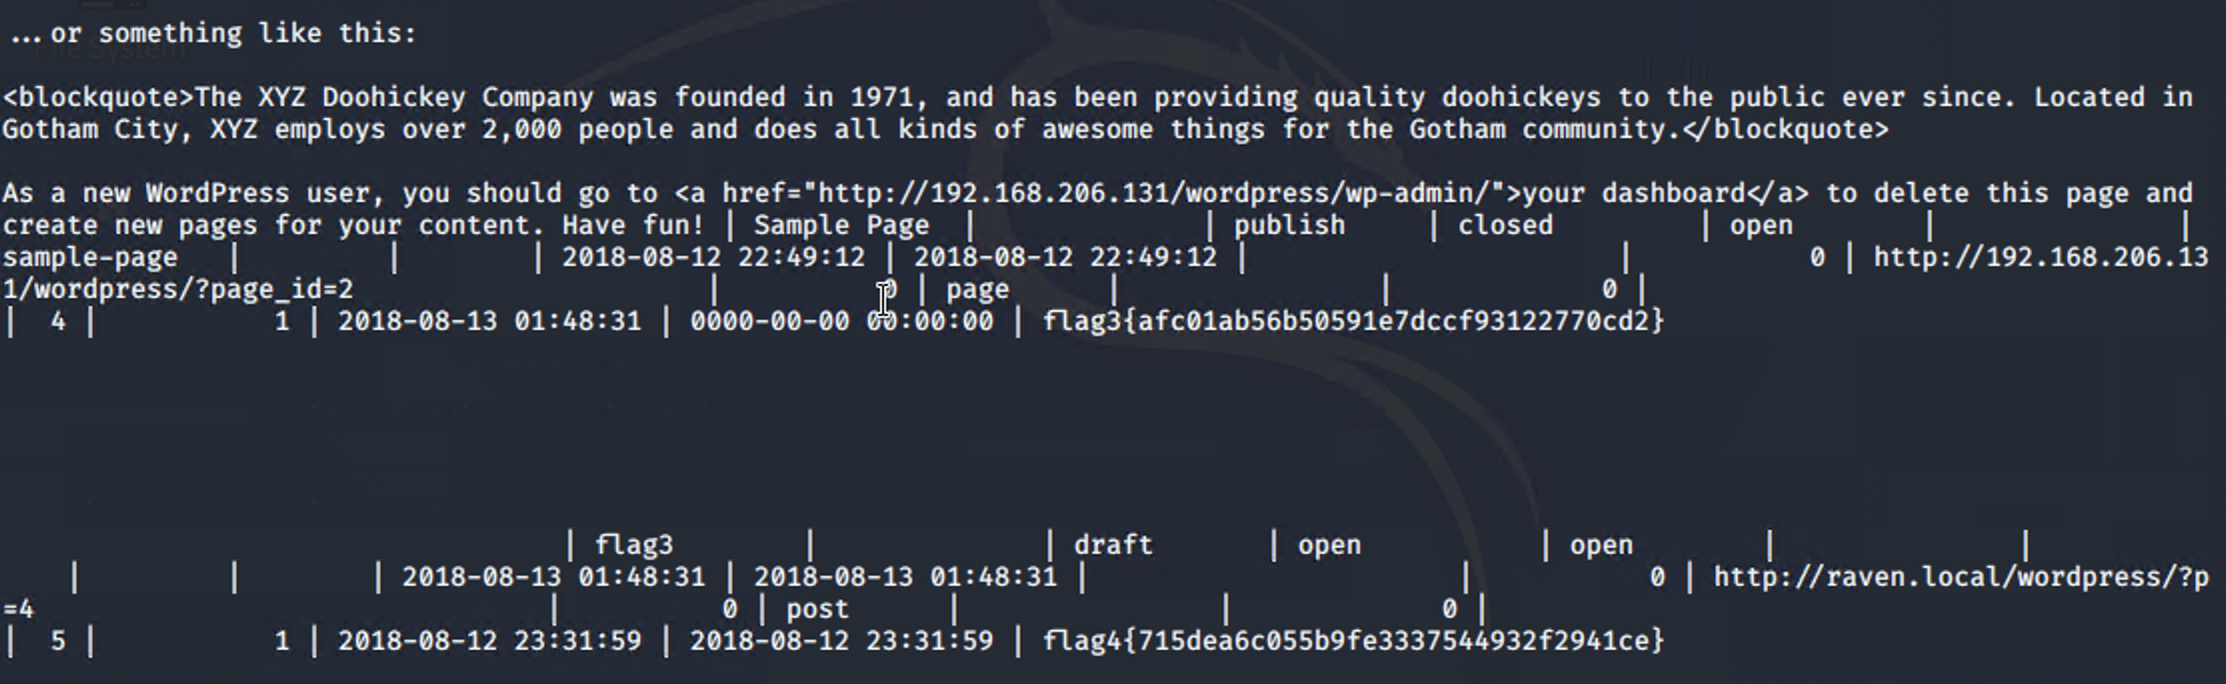 ...or something like this:
<blockquote>The XYZ Doohickey Company was founded in 1971, and has been providing quality doohickeys to the public ever since. Located in
Gotham City, XYZ employs over 2,000 people and does all kinds of awesome things for the Gotham community.</blockquote>
As a new WordPress user, you should go to <a href="http://192.168.206.131/wordpress/wp-admin/">your dashboard</a> to delete this page and
create new pages for your content. Have fun! | Sample Page | | publish | closed | open | |
sample-page | | | 2018-08-12 22:49:12 | 2018-08-12 22:49:12 | | 0 | http://192.168.206.13
1/wordpress/?page_id=2 | 0 | page | | 0 |
| 4 | 1 | 2018-08-13 01:48:31 | 0000-00-00 00:00:00 | flag3{afc01ab56b50591e7dccf93122770cd2}
| flag3 | | draft | open | open | |
| | | 2018-08-13 01:48:31 | 2018-08-13 01:48:31 | | 0 | http://raven.local/wordpress/?p
=4 | 0 | post | | 0 |
| 5 | 1 | 2018-08-12 23:31:59 | 2018-08-12 23:31:59 | flag4{715dea6c055b9fe3337544932f2941ce}